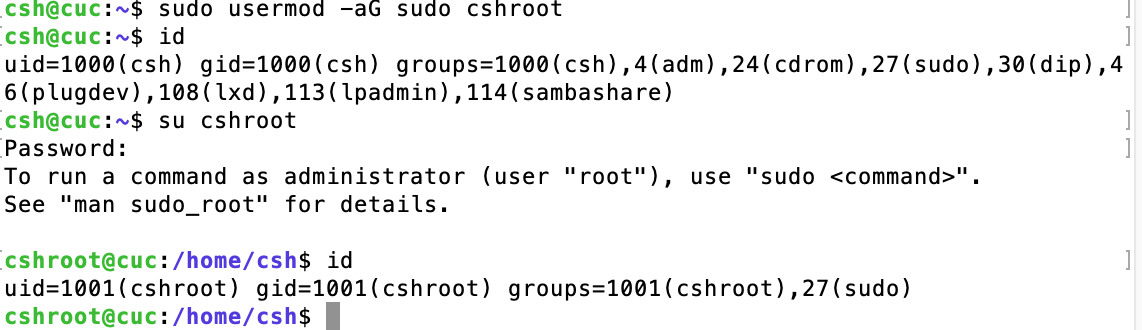 csh@cuc:~$ sudo usermod -aG sudo cshroot
csh@cuc:~$ id
uid=1000(csh) gid=1000(csh) groups=1000(csh),4(adm),24(cdrom),27(sudo),30(dip),4
6(plugdev),108(lxd),113(lpadmin),114(sambashare)
csh@cuc:~$ su cshroot
Password:
To run a command as administrator (user "root"), use "sudo <command>".
See "man sudo_root" for details.
cshroot@cuc:/home/csh$ id
uid=1001(cshroot) gid=1001(cshroot) groups=1001(cshroot),27(sudo)
cshroot@cuc:/home/csh$